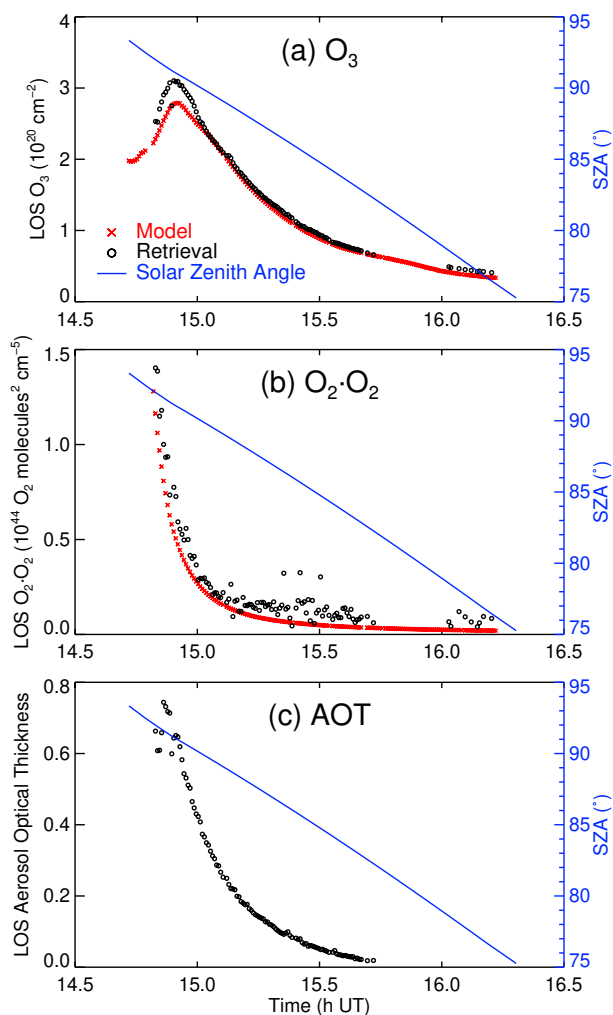 (a) O₃
LOS O₃ (10²⁰ cm⁻²)
4
3
2
1
0
95
90
85
80
75
SZA (°)
Model
Retrieval
Solar Zenith Angle
14.5 15.0 15.5 16.0 16.5
(b) O₂·O₂
LOS O₂·O₂ (10⁴⁴ O₂ molecules² cm⁻⁵)
1.5
1.0
0.5
0.0
95
90
85
80
75
SZA (°)
14.5 15.0 15.5 16.0 16.5
(c) AOT
LOS Aerosol Optical Thickness
0.8
0.6
0.4
0.2
0.0
95
90
85
80
75
SZA (°)
14.5 15.0 15.5 16.0 16.5
Time (h UT)